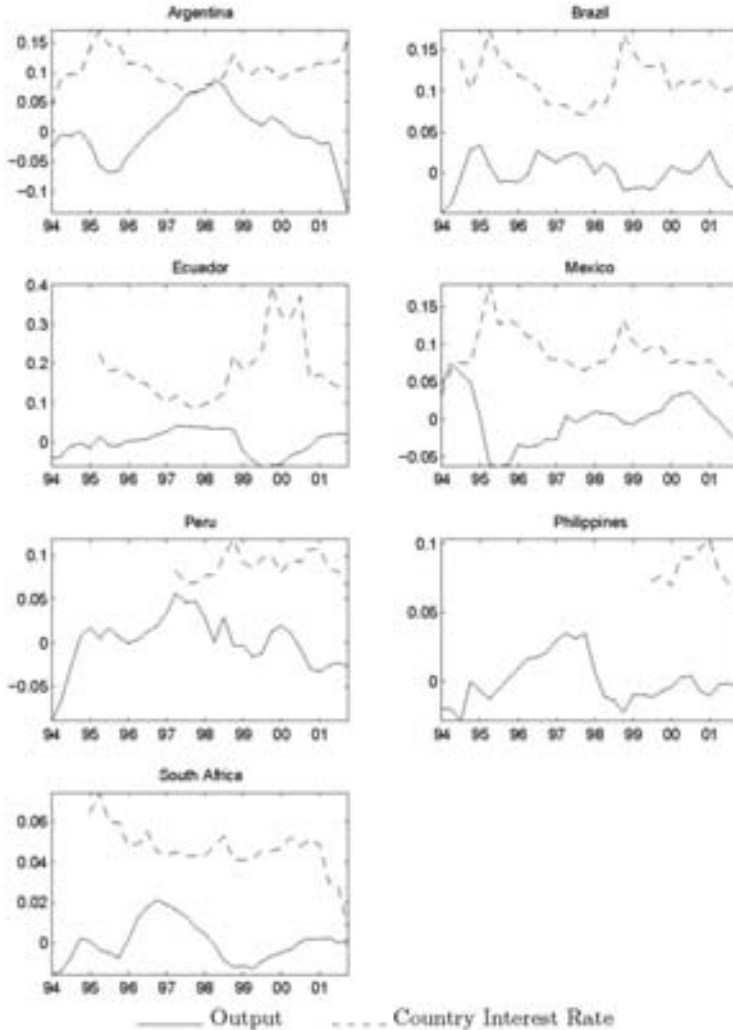 Argentina
0.15
0.1
0.05
0
−0.05
−0.1
94 95 96 97 98 99 00 01
Brazil
0.15
0.1
0.05
0
94 95 96 97 98 99 00 01
Ecuador
0.4
0.3
0.2
0.1
0
94 95 96 97 98 99 00 01
Mexico
0.15
0.1
0.05
0
−0.05
94 95 96 97 98 99 00 01
Peru
0.1
0.05
0
−0.05
94 95 96 97 98 99 00 01
Philippines
0.1
0.05
0
94 95 96 97 98 99 00 01
South Africa
0.06
0.04
0.02
0
94 95 96 97 98 99 00 01
Output Country Interest Rate